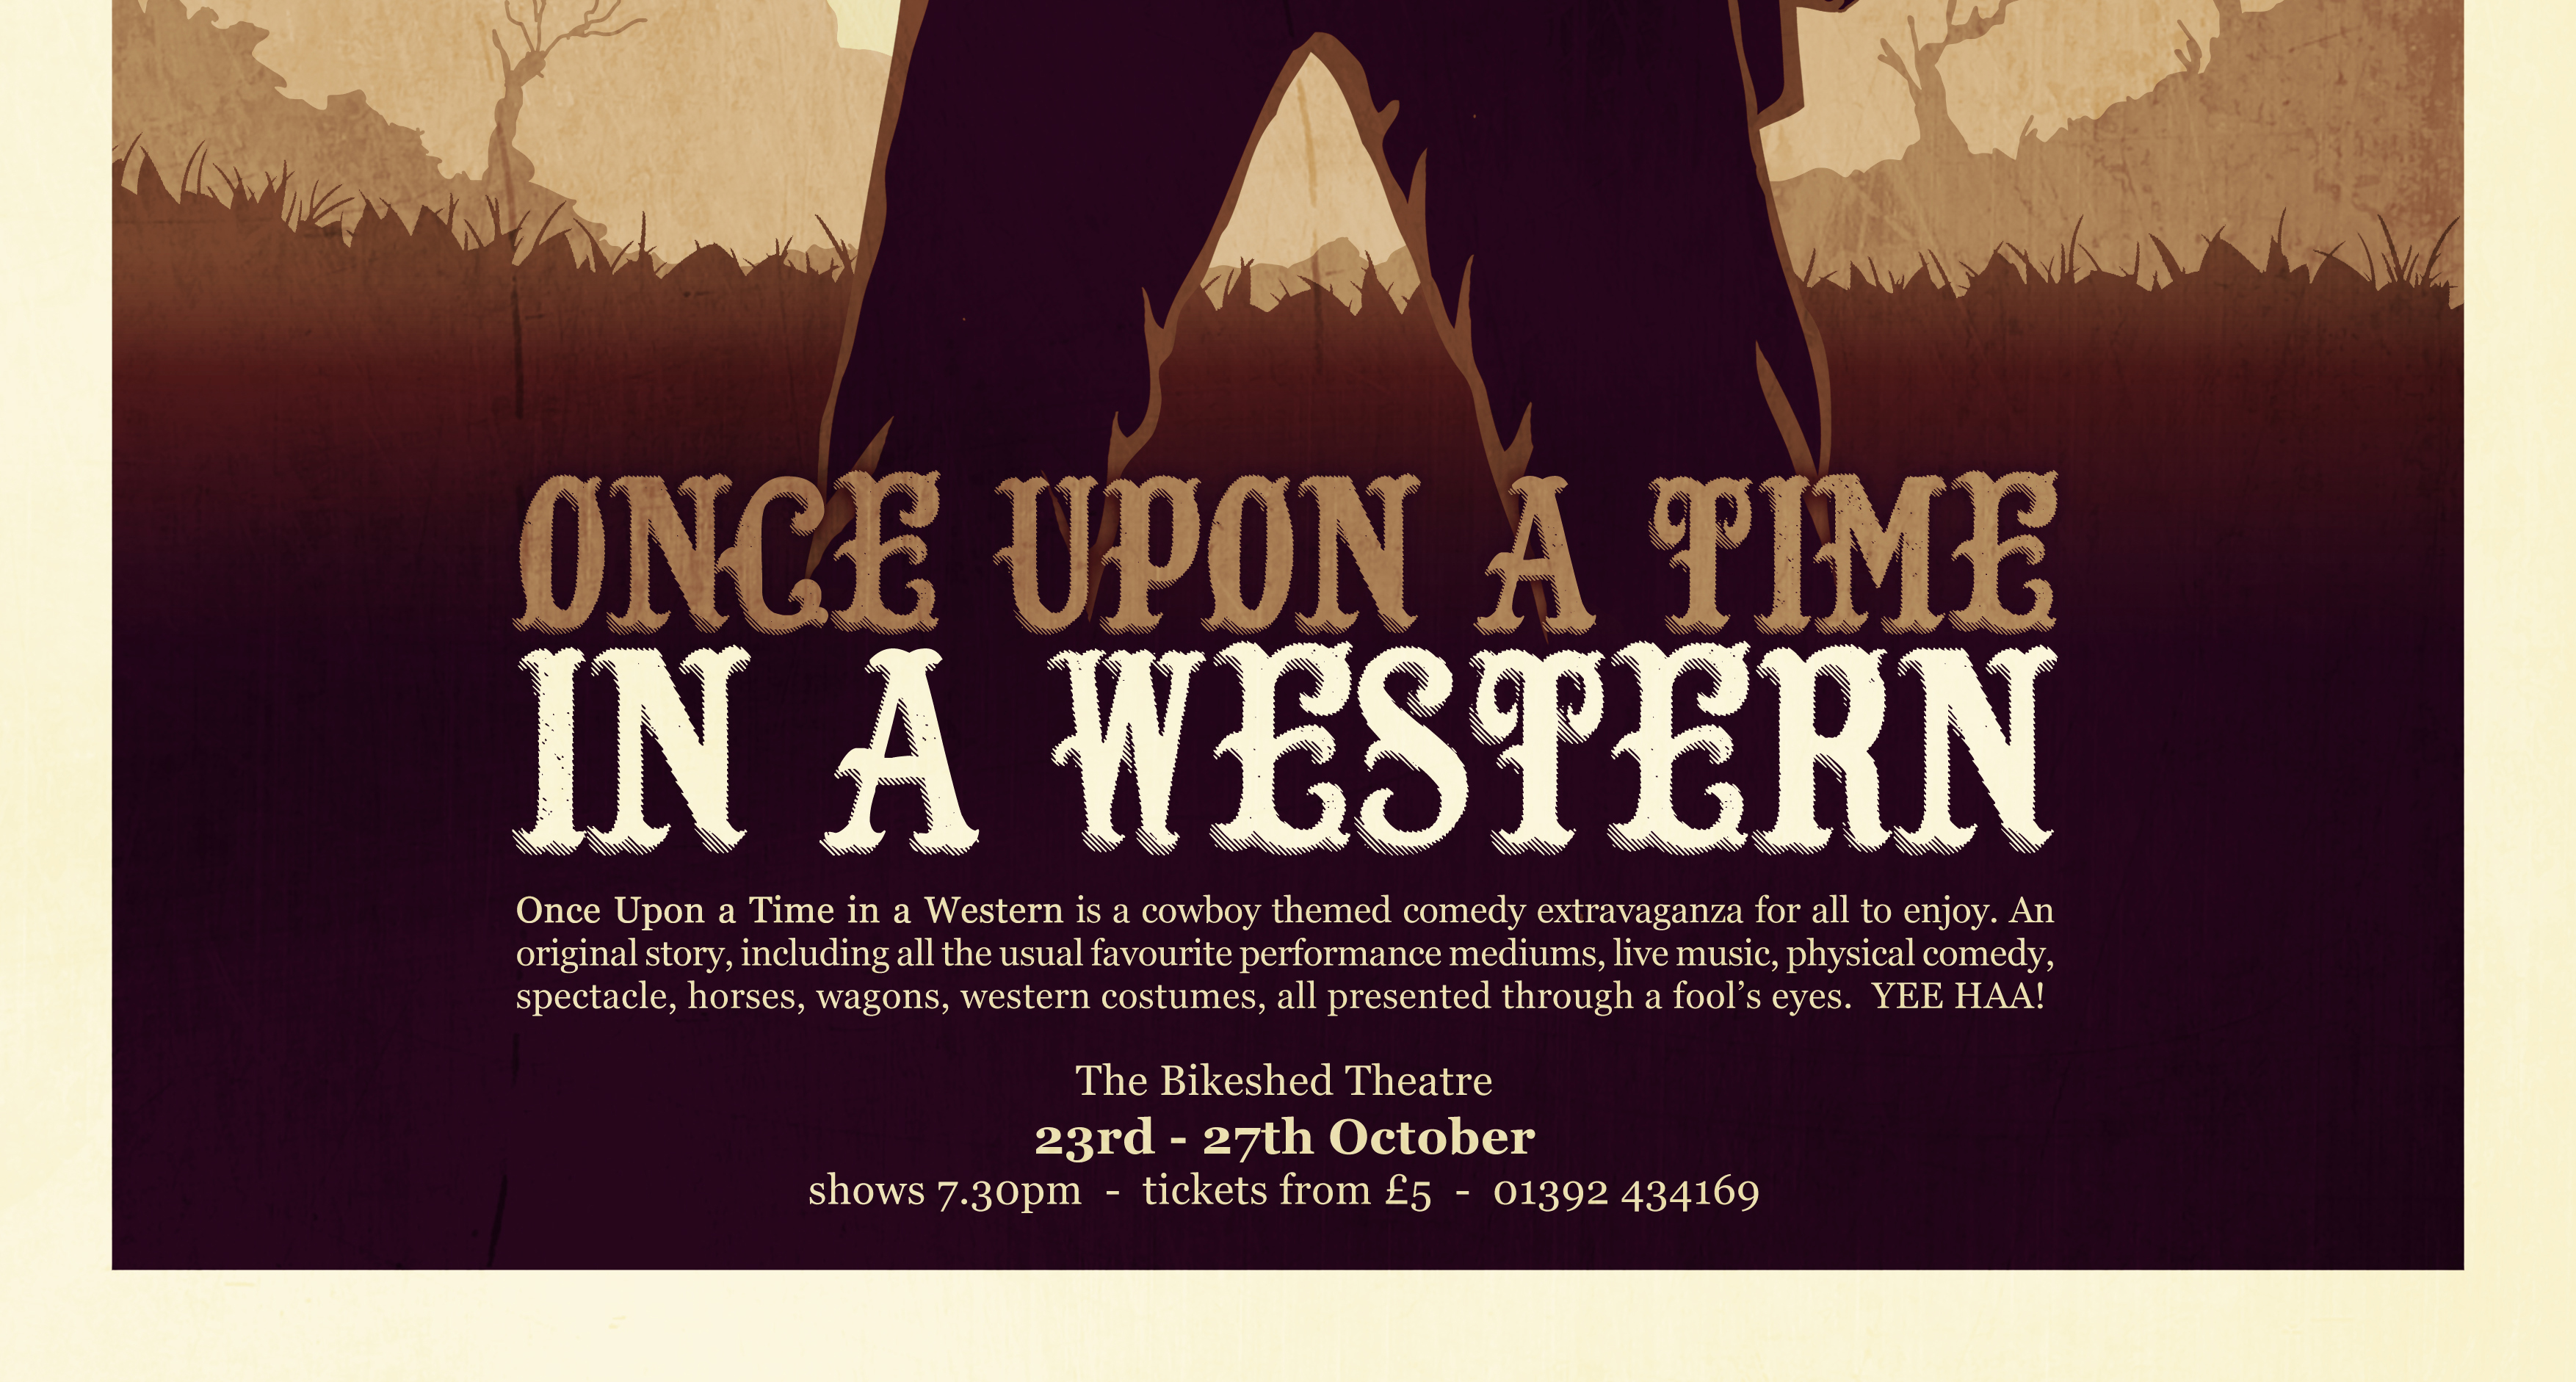 ONCE UPON A TIME
IN A WESTERN
Once Upon a Time in a Western is a cowboy themed comedy extravaganza for all to enjoy. An
original story, including all the usual favourite performance mediums, live music, physical comedy,
spectacle, horses, wagons, western costumes, all presented through a fool’s eyes.  YEE HAA!
The Bikeshed Theatre
23rd - 27th October
shows 7.30pm  -  tickets from £5  -  01392 434169